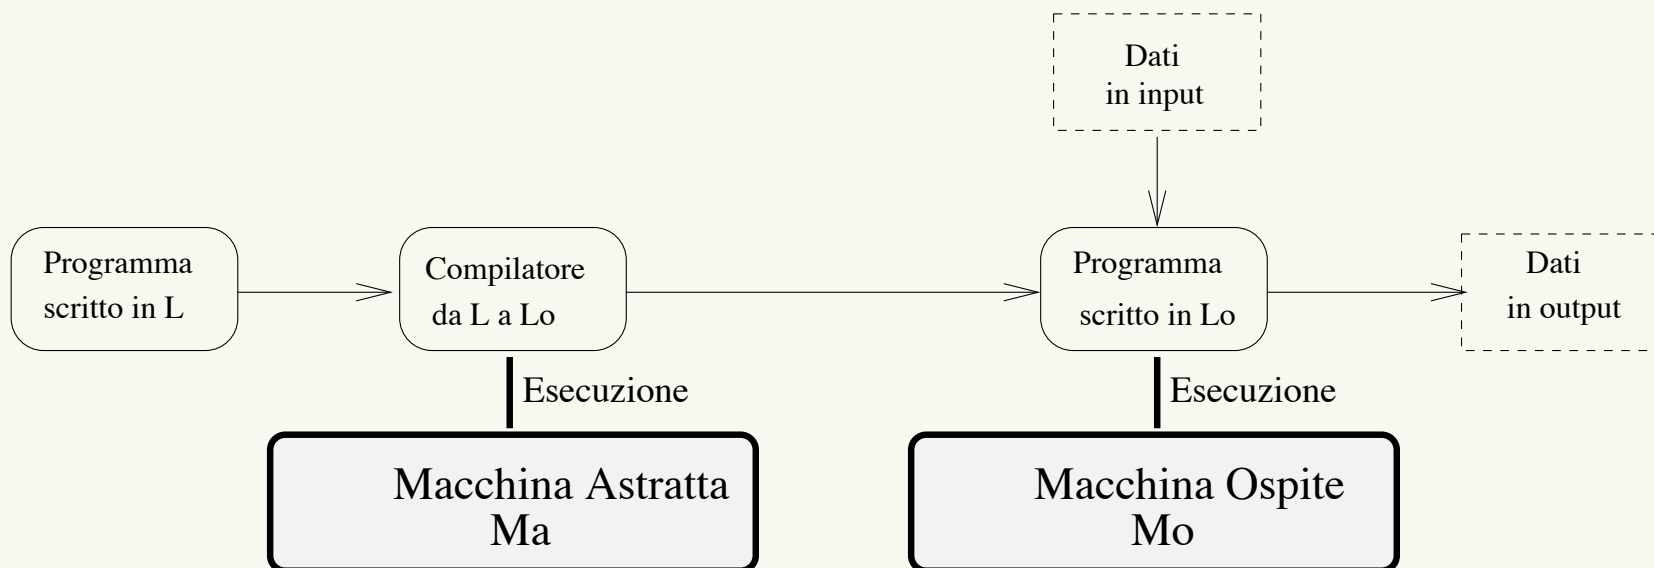 Dati
in input
Programma
scritto in L
Compilatore
da L a Lo
Programma
scritto in Lo
Dati
in output
Esecuzione
Esecuzione
Macchina Astratta
Ma
Macchina Ospite
Mo